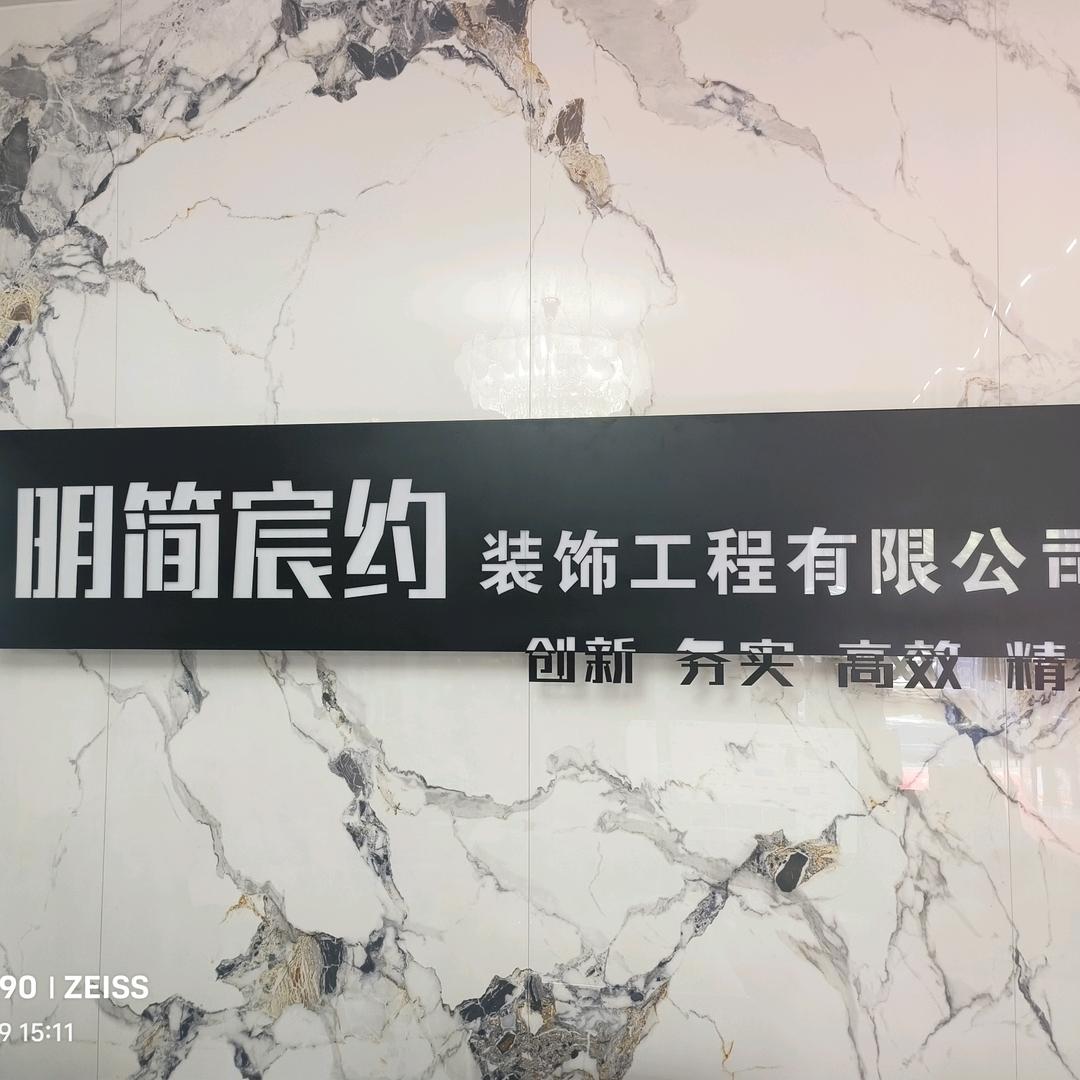 明简宸约 装饰工程有限公司
创新 务实 高效 精
90 | ZEISS
9 15:11